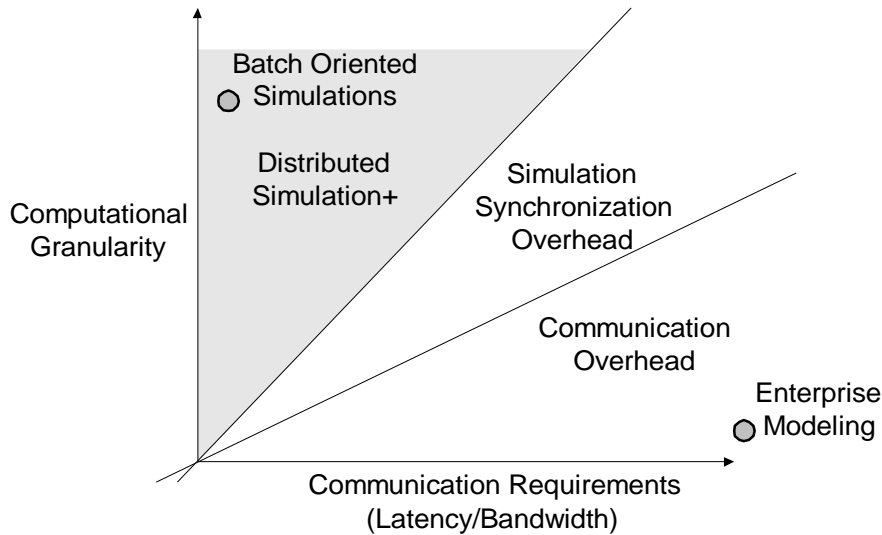 Batch Oriented
Simulations
Distributed
Simulation+
Computational
Granularity
Simulation
Synchronization
Overhead
Communication
Overhead
Enterprise
Modeling
Communication Requirements
(Latency/Bandwidth)